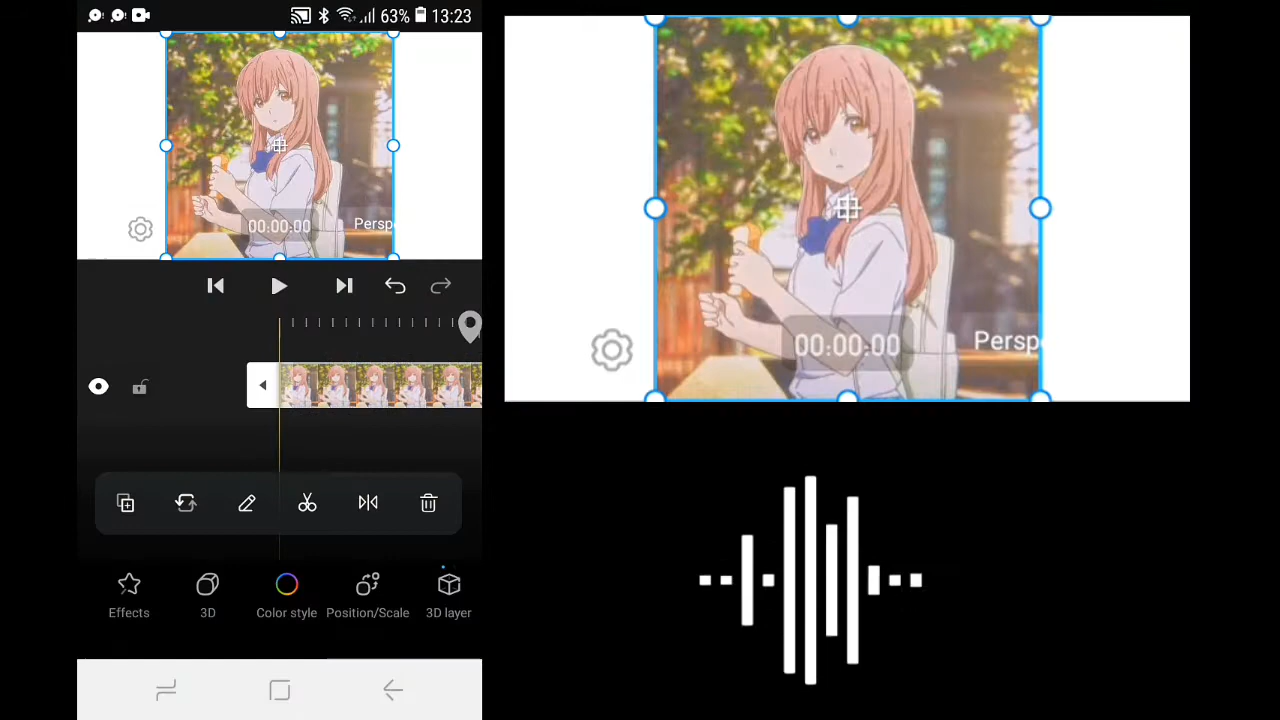 63% 13:23
00:00:00
Persp
00:00:00
Persp
Effects
3D
Color style
Position/Scale
3D layer